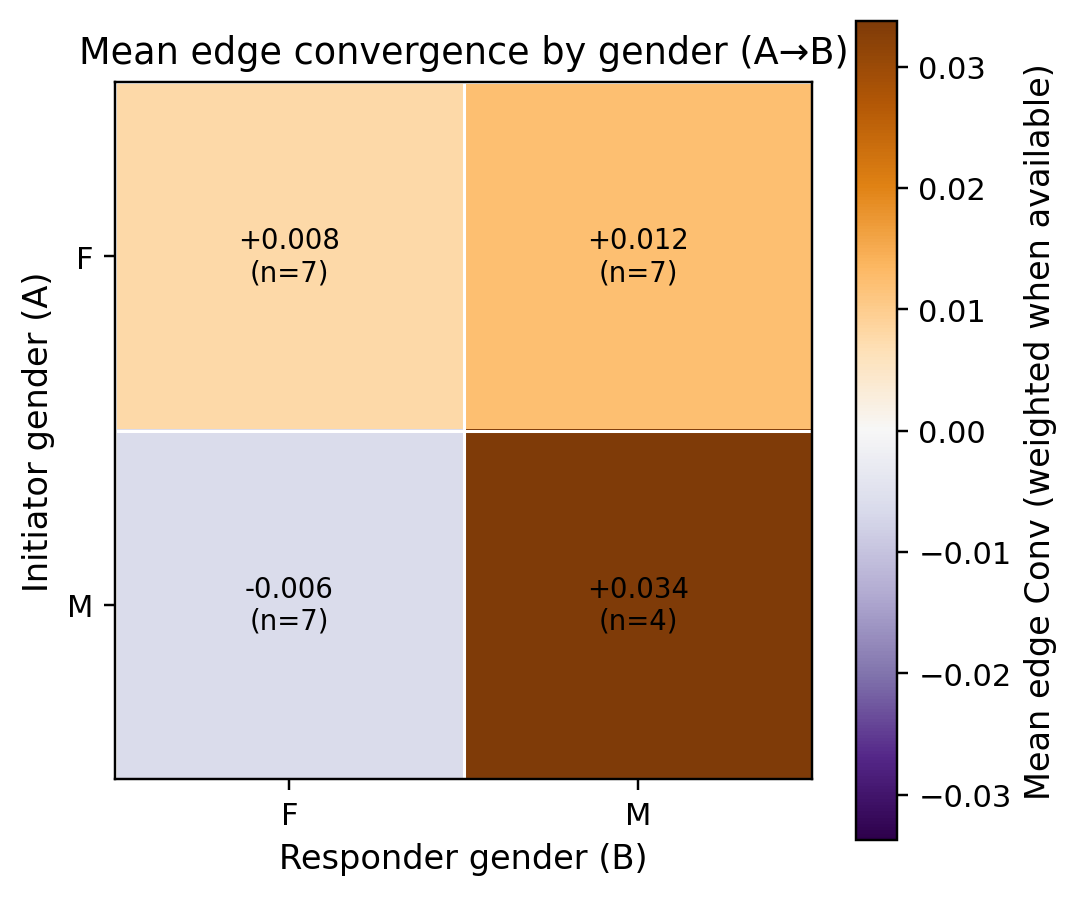 Mean edge convergence by gender (A→B)
Initiator gender (A)
F
M
+0.008
(n=7)
+0.012
(n=7)
-0.006
(n=7)
+0.034
(n=4)
F
M
Responder gender (B)
0.03
0.02
0.01
0.00
−0.01
−0.02
−0.03
Mean edge Conv (weighted when available)